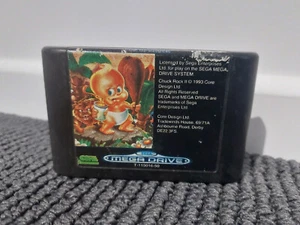 Licensed by Sega Enterprises
Ltd. for play on the SEGA MEGA
DRIVE SYSTEM
Chuck Rock II © 1993 Core
Design Ltd
All Rights Reserved
SEGA and MEGA DRIVE are
trademarks of Sega
Enterprises Ltd
Core Design Ltd
Tradewinds House, 69/71A
Ashbourne Road, Derby
DE22 3FS
MEGA DRIVE